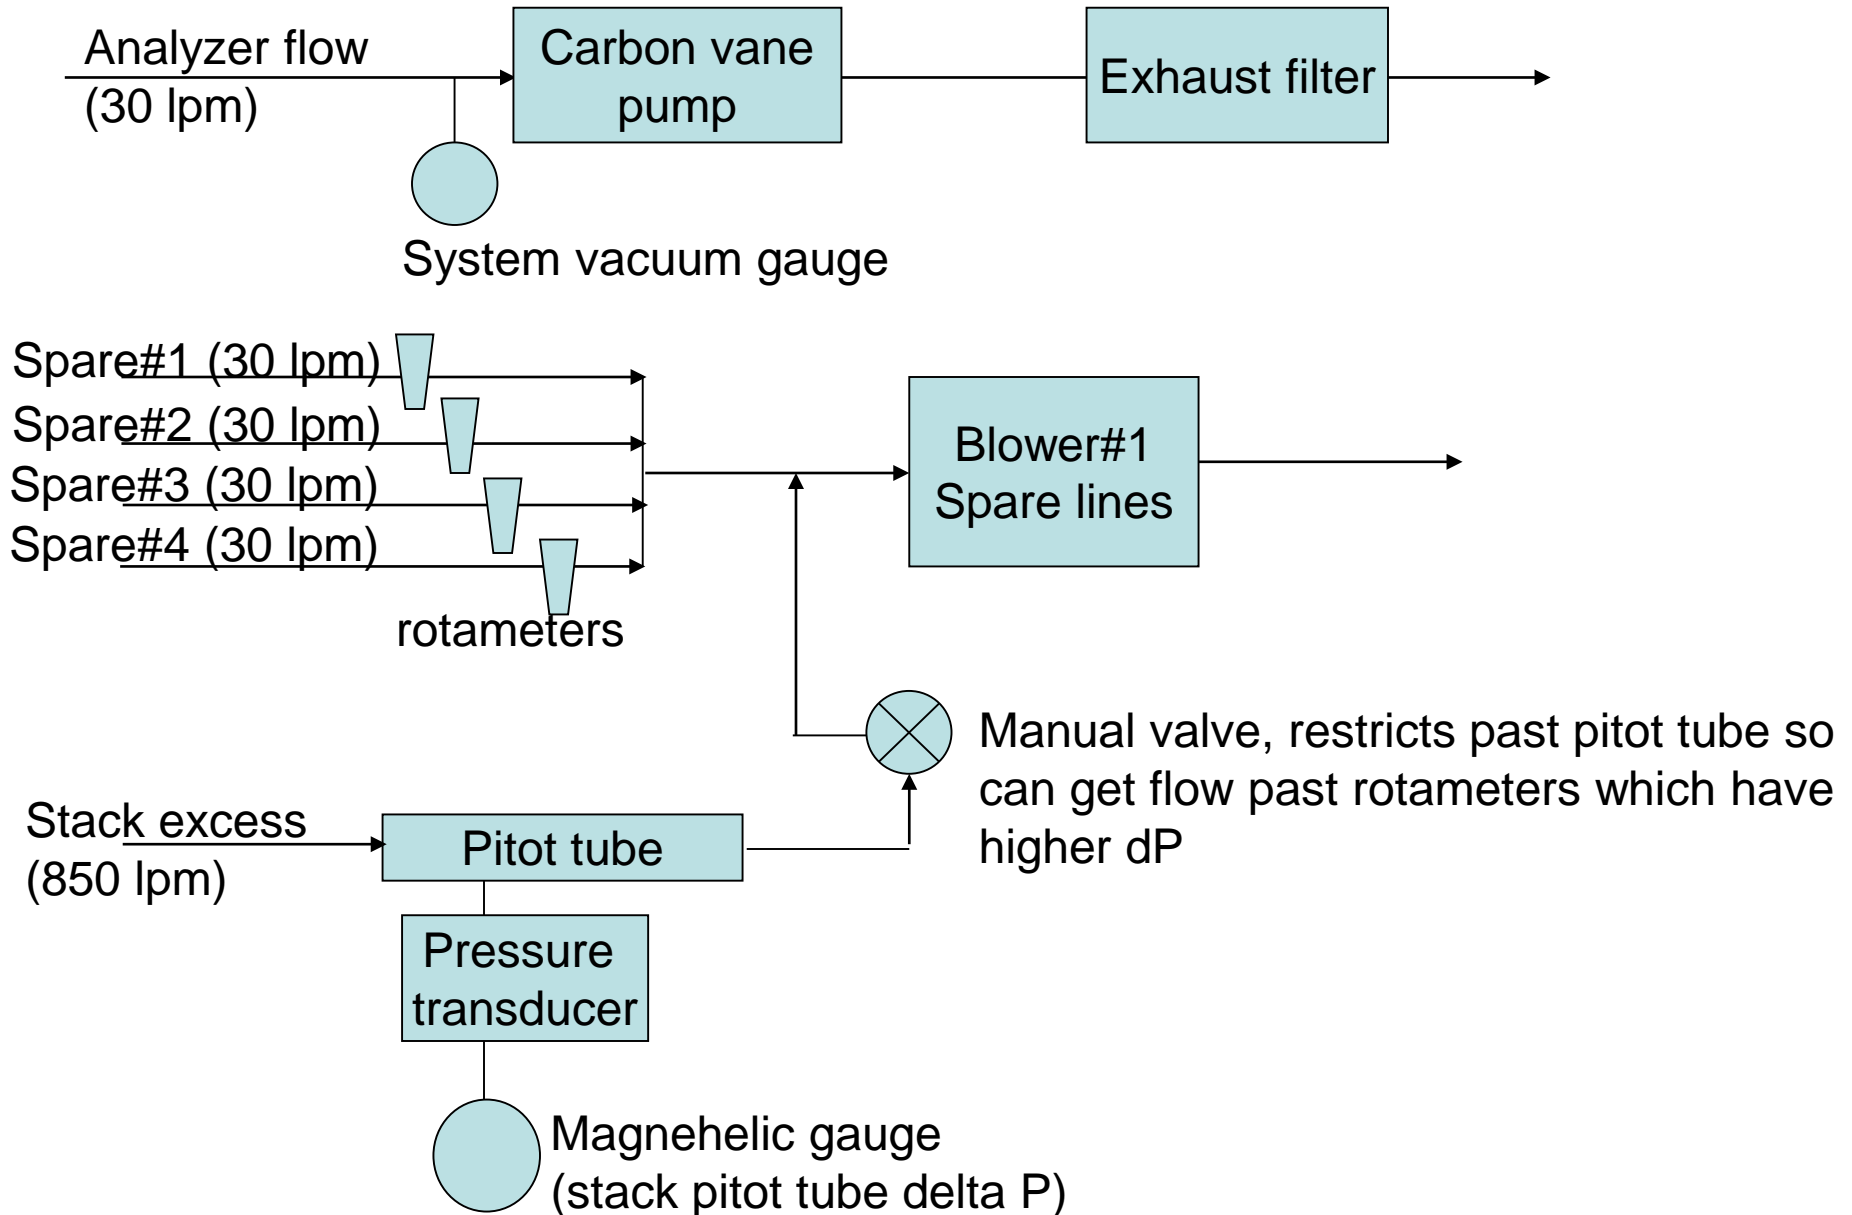 Analyzer flow
(30 lpm)
Carbon vane
pump
Exhaust filter
System vacuum gauge
Spare#1 (30 lpm)
Spare#2 (30 lpm)
Spare#3 (30 lpm)
Spare#4 (30 lpm)
rotameters
Blower#1
Spare lines
Manual valve, restricts past pitot tube so
can get flow past rotameters which have
higher dP
Stack excess
(850 lpm)
Pitot tube
Pressure
transducer
Magnehelic gauge
(stack pitot tube delta P)